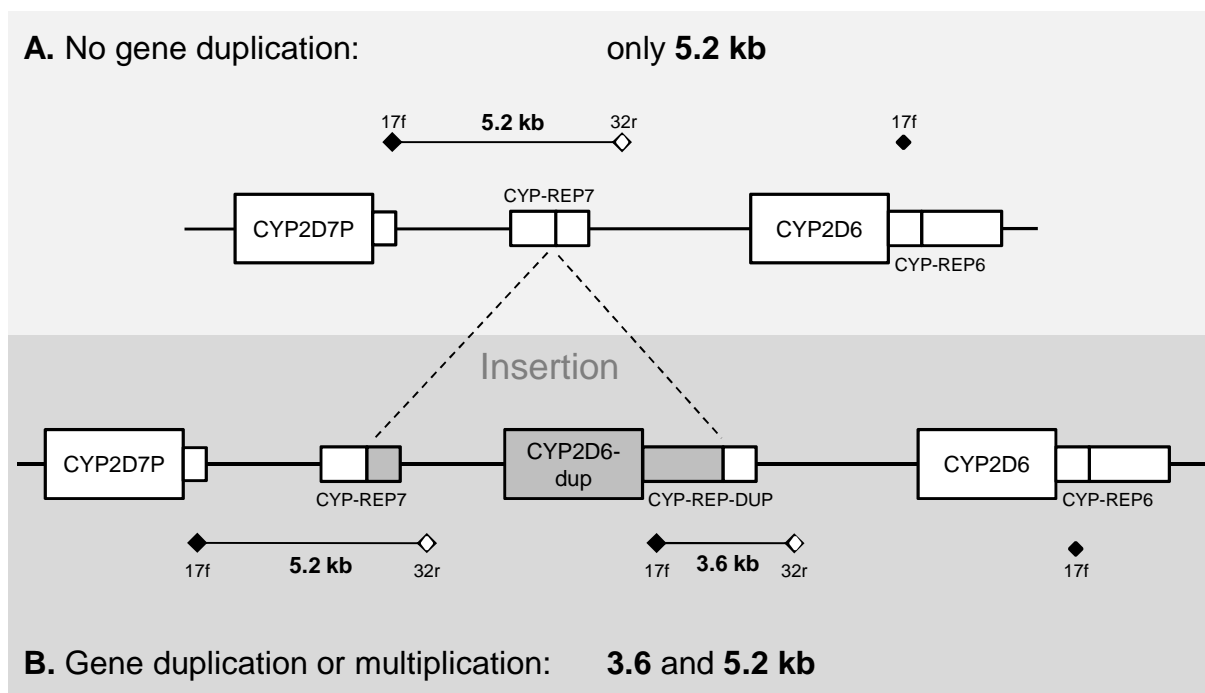 A. No gene duplication: only 5.2 kb
17f 5.2 kb 32r 17f
CYP-REP7
CYP2D7P CYP2D6
CYP-REP6
Insertion
CYP2D7P CYP2D6-dup CYP2D6
CYP-REP7 CYP-REP-DUP CYP-REP6
17f 5.2 kb 32r 17f 3.6 kb 32r 17f
B. Gene duplication or multiplication: 3.6 and 5.2 kb